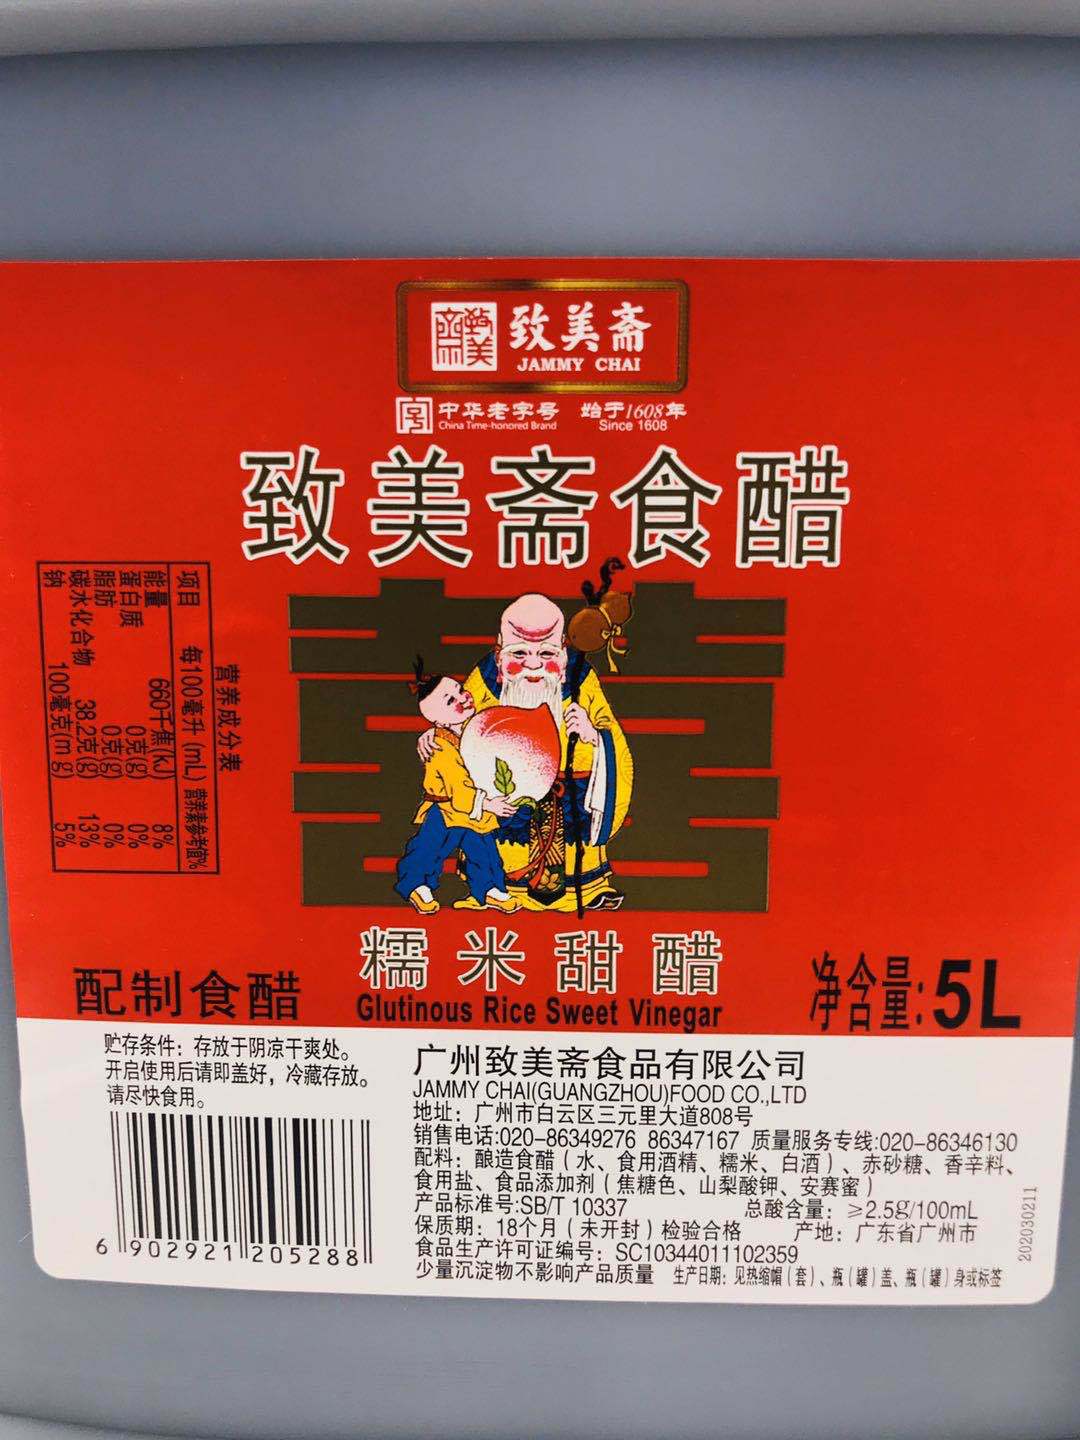 致美斋
致美斋
JAMMY CHAI
中华老字号 始于1608年
China Time-honored Brand Since 1608
致美斋食醋
营养成分表
项目 每100毫升 (mL) 营养素参考值%
能量 660千焦(kJ) 8%
蛋白质 0克(g) 0%
脂肪 0克(g) 0%
碳水化合物 38.2克(g) 13%
钠 100毫克(mg) 5%
糯米甜醋
配制食醋
Glutinous Rice Sweet Vinegar
净含量:5L
贮存条件：存放于阴凉干爽处。
开启使用后请即盖好，冷藏存放。
请尽快食用。
6 902921 205288
广州致美斋食品有限公司
JAMMY CHAI(GUANGZHOU)FOOD CO.,LTD
地址：广州市白云区三元里大道808号
销售电话:020-86349276 86347167 质量服务专线:020-86346130
配料：酿造食醋（水、食用酒精、糯米、白酒）、赤砂糖、香辛料、
食用盐、食品添加剂（焦糖色、山梨酸钾、安赛蜜）
产品标准号:SB/T 10337 总酸含量：≥2.5g/100mL
保质期：18个月（未开封）检验合格 产地：广东省广州市
食品生产许可证编号：SC10344011102359
少量沉淀物不影响产品质量 生产日期：见热缩帽（套）、瓶（罐）盖、瓶（罐）身或标签
202030211